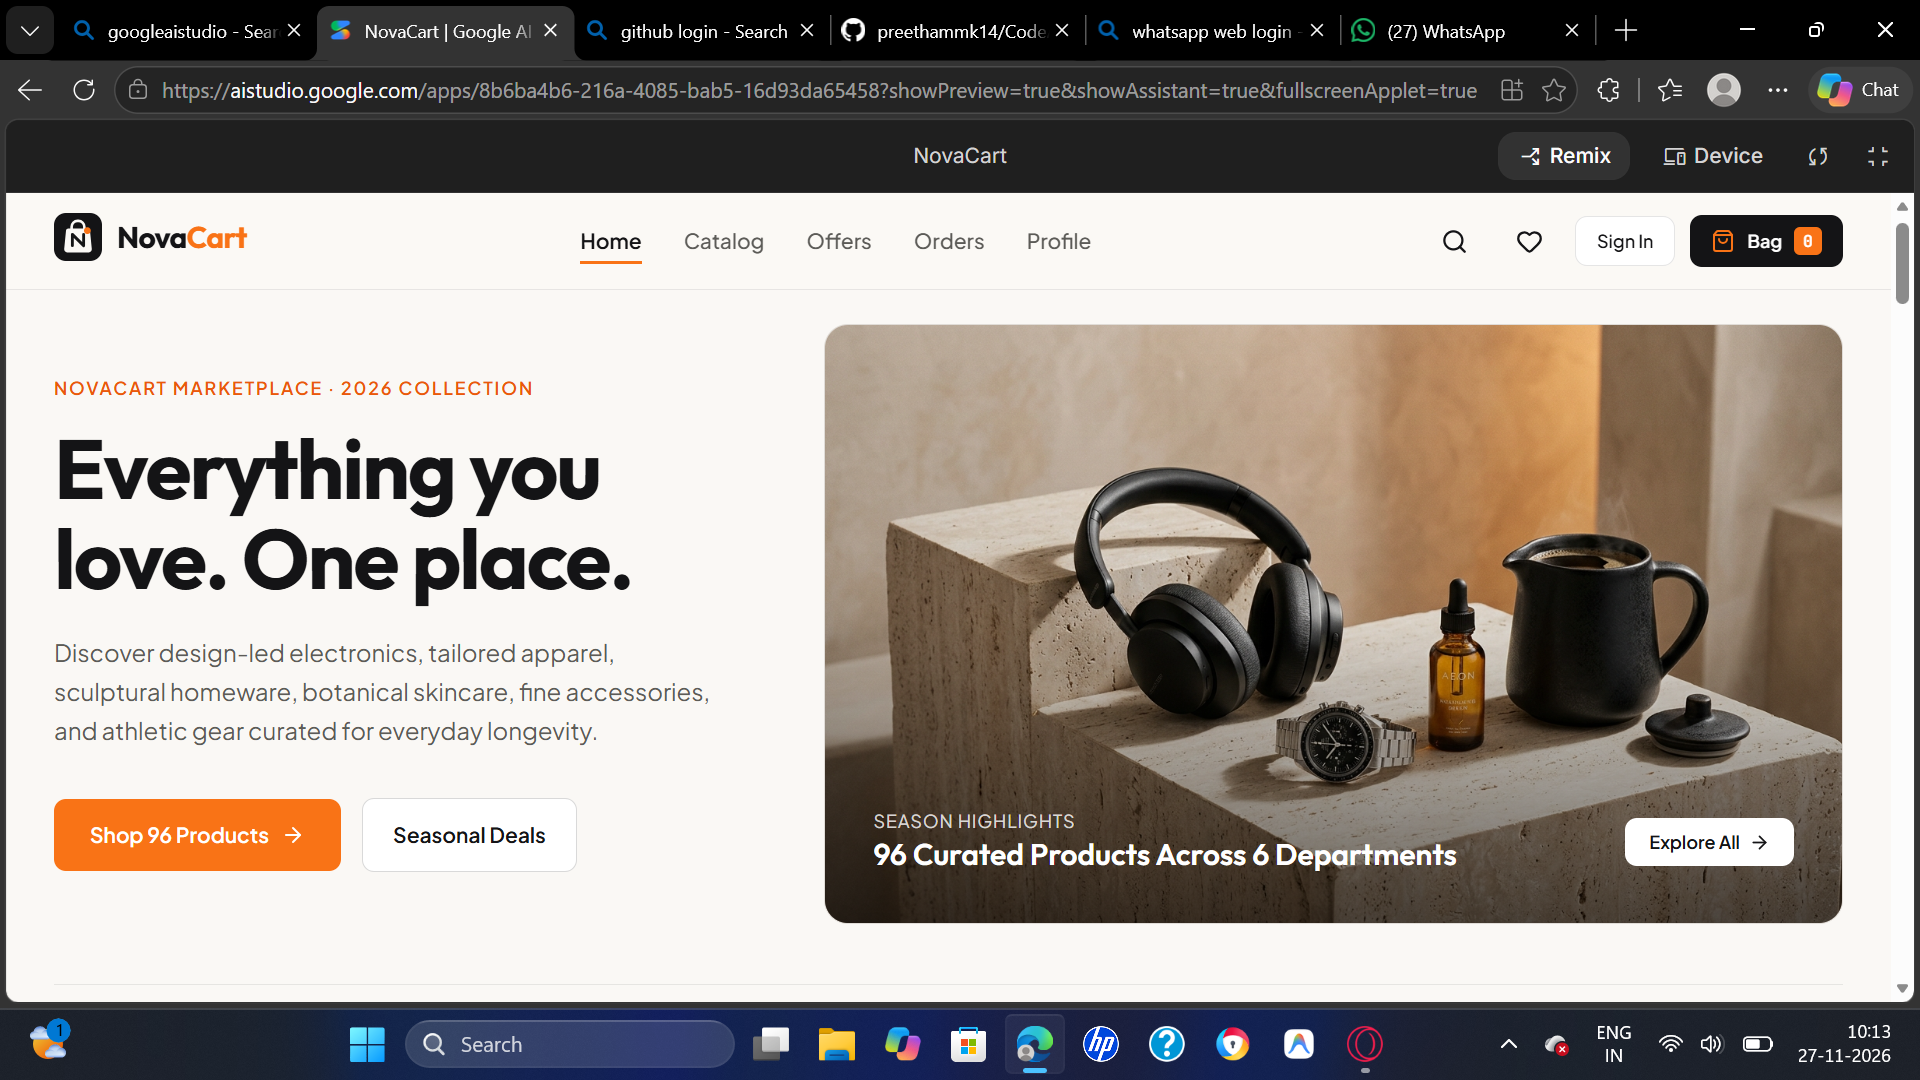 googleaistudio - Sear
NovaCart | Google AI
github login - Search
preethammk14/Code
whatsapp web login -
(27) WhatsApp
https://aistudio.google.com/apps/8b6ba4b6-216a-4085-bab5-16d93da65458?showPreview=true&showAssistant=true&fullscreenApplet=true
Chat
NovaCart
Remix
Device
N
NovaCart
Home
Catalog
Offers
Orders
Profile
Sign In
Bag
0
NOVACART MARKETPLACE · 2026 COLLECTION
Everything you
love. One place.
Discover design-led electronics, tailored apparel,
sculptural homeware, botanical skincare, fine accessories,
and athletic gear curated for everyday longevity.
Shop 96 Products
Seasonal Deals
SEASON HIGHLIGHTS
96 Curated Products Across 6 Departments
Explore All
1
Search
hp
ENG
IN
10:13
27-11-2026